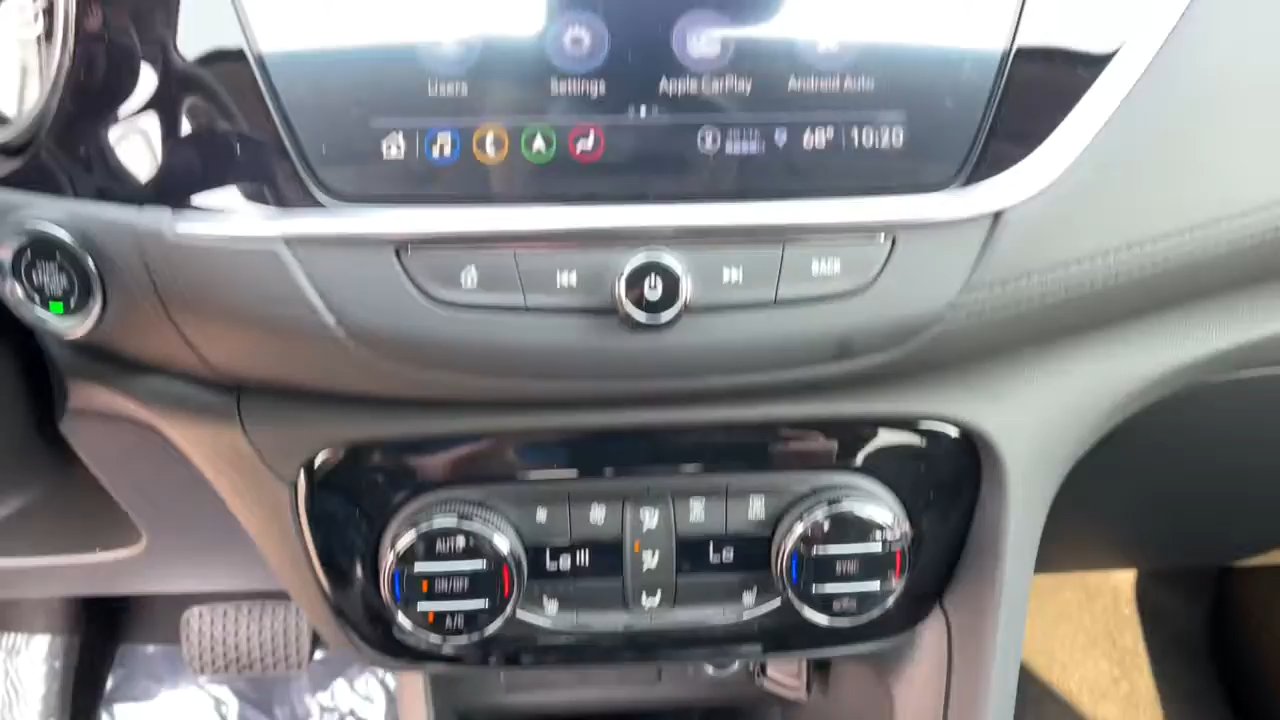 Users Settings Apple CarPlay Android Auto
68° 10:20
BACK
AUTO
ON/OFF
A/C
Lo Lo
SYNC